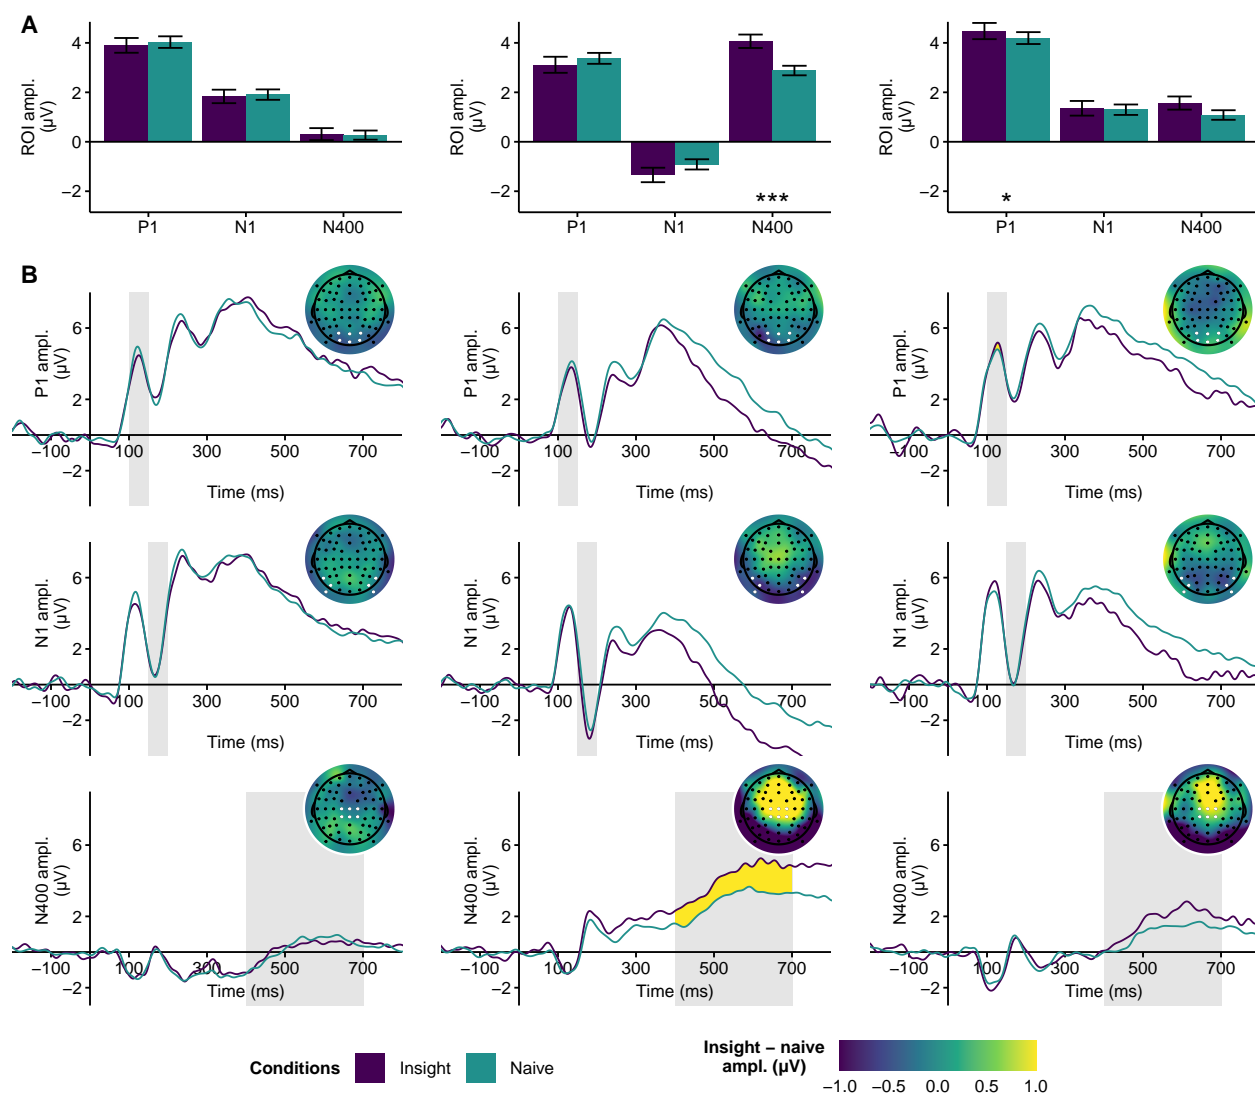 A
ROI ampl.
(µV)
4
2
0
−2
P1
N1
N400
ROI ampl.
(µV)
4
2
0
−2
***
P1
N1
N400
ROI ampl.
(µV)
4
2
0
−2
*
P1
N1
N400
B
P1 ampl.
(µV)
6
2
−2
−100
100
300
500
700
Time (ms)
P1 ampl.
(µV)
6
2
−2
−100
100
300
500
700
Time (ms)
P1 ampl.
(µV)
6
2
−2
−100
100
300
500
700
Time (ms)
N1 ampl.
(µV)
6
2
−2
−100
100
300
500
700
Time (ms)
N1 ampl.
(µV)
6
2
−2
−100
100
300
500
700
Time (ms)
N1 ampl.
(µV)
6
2
−2
−100
100
300
500
700
Time (ms)
N400 ampl.
(µV)
6
2
−2
−100
100
300
500
700
Time (ms)
N400 ampl.
(µV)
6
2
−2
−100
100
300
500
700
Time (ms)
N400 ampl.
(µV)
6
2
−2
−100
100
300
500
700
Time (ms)
Conditions
Insight
Naive
Insight − naive
ampl. (µV)
−1.0
−0.5
0.0
0.5
1.0